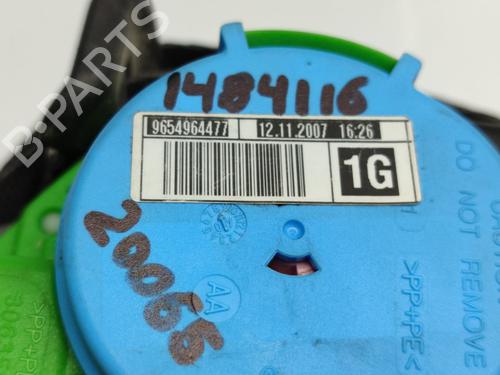 1484116
9654964477 12.11.2007 16:26
1G
20066
AA
>PP+PE<
DO NOT REMOVE
B-PARTS